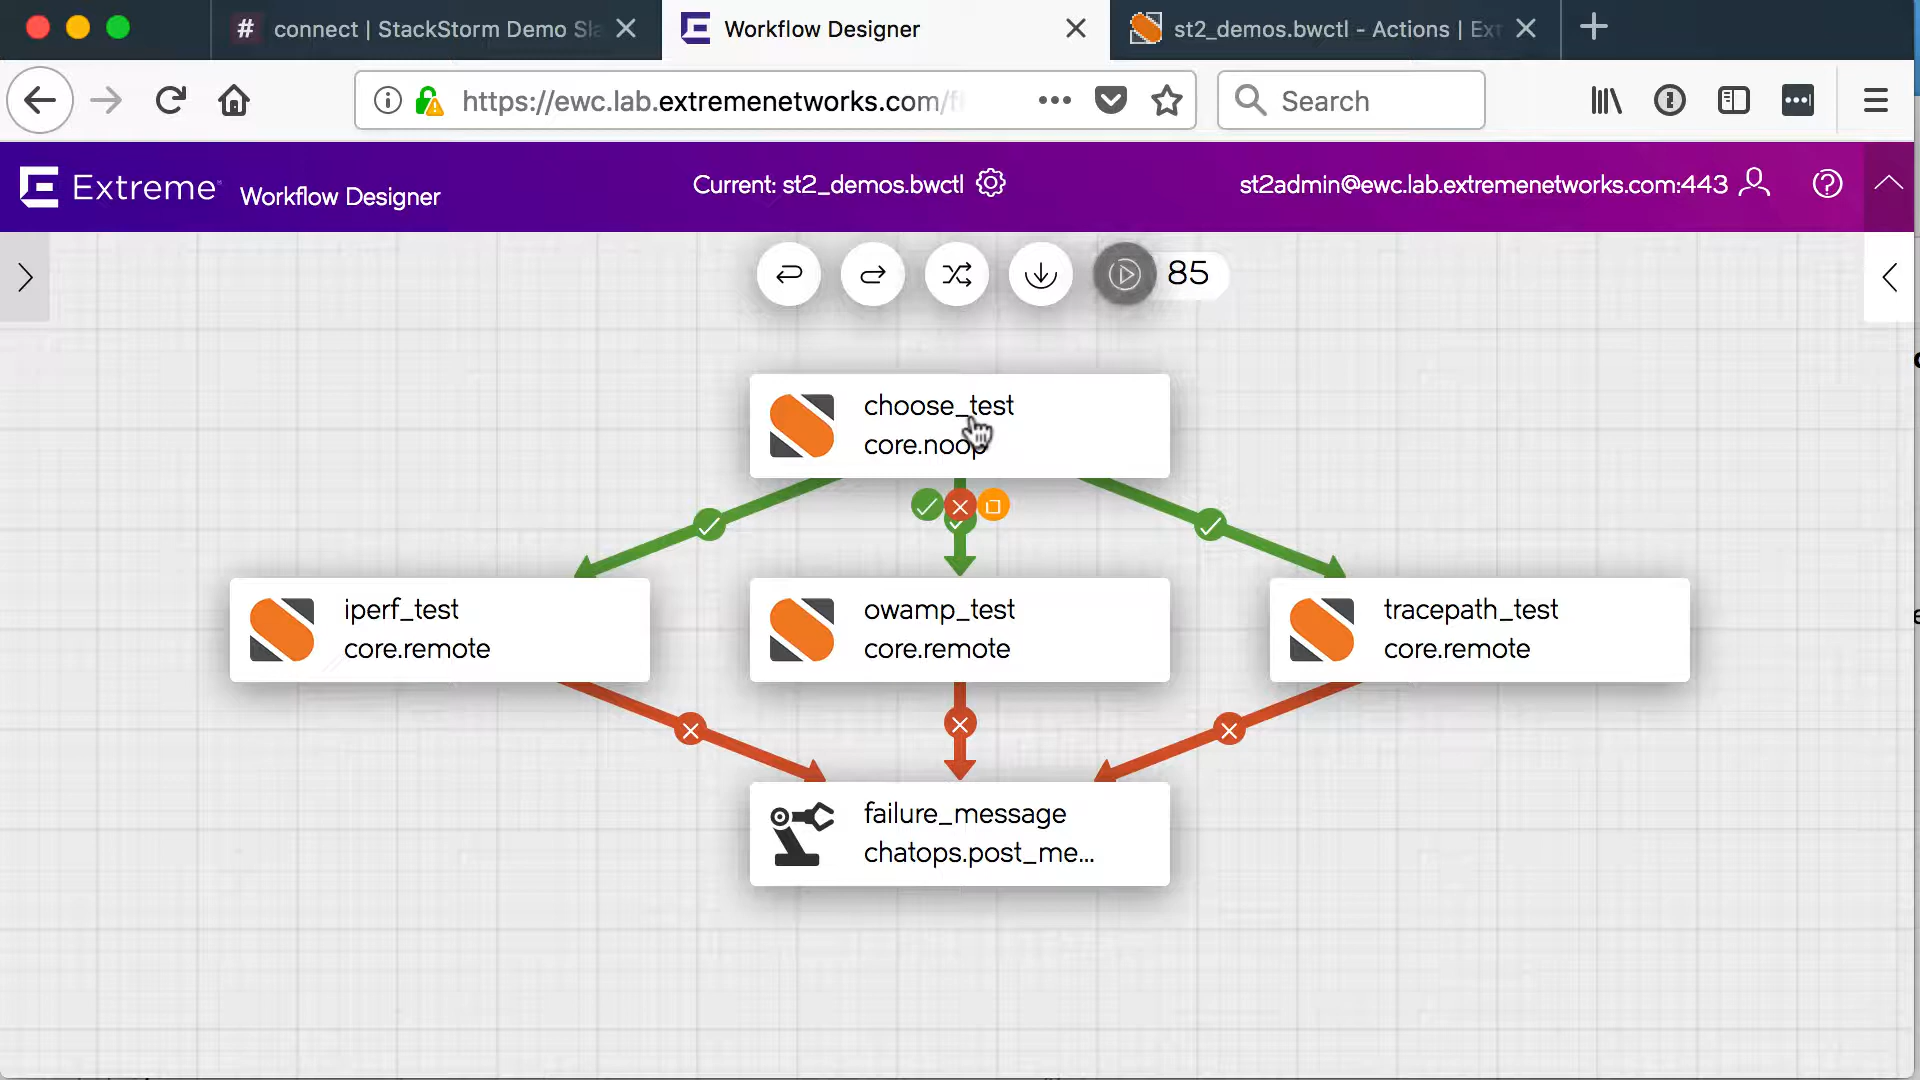 # connect | StackStorm Demo Sla
Workflow Designer
st2_demos.bwctl - Actions | Ext
https://ewc.lab.extremenetworks.com/f
Search
Extreme
Workflow Designer
Current: st2_demos.bwctl
st2admin@ewc.lab.extremenetworks.com:443
85
choose_test
core.noop
iperf_test
core.remote
owamp_test
core.remote
tracepath_test
core.remote
failure_message
chatops.post_me...